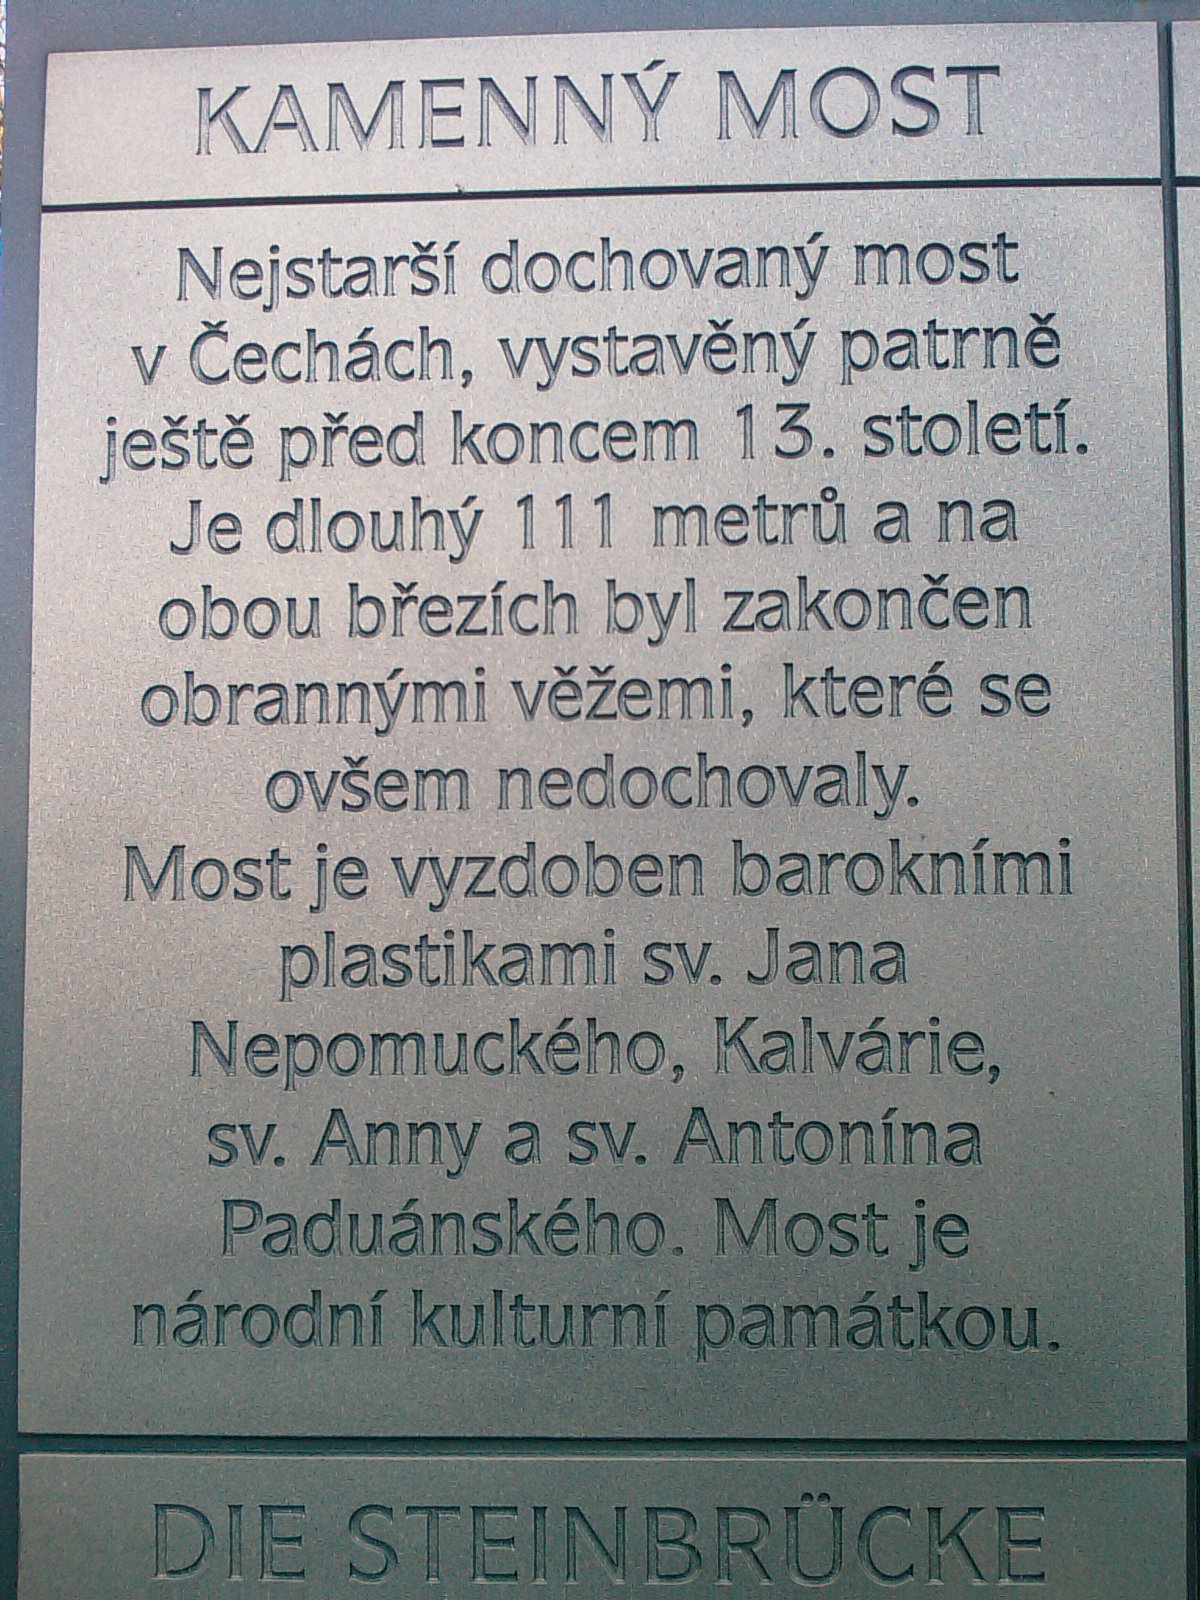 KAMENNÝ MOST
Nejstarší dochovaný most
v Čechách, vystavěný patrně
ještě před koncem 13. století.
Je dlouhý 111 metrů a na
obou březích byl zakončen
obrannými věžemi, které se
ovšem nedochovaly.
Most je vyzdoben barokními
plastikami sv. Jana
Nepomuckého, Kalvárie,
sv. Anny a sv. Antonína
Paduánského. Most je
národní kulturní památkou.
DIE STEINBRÜCKE